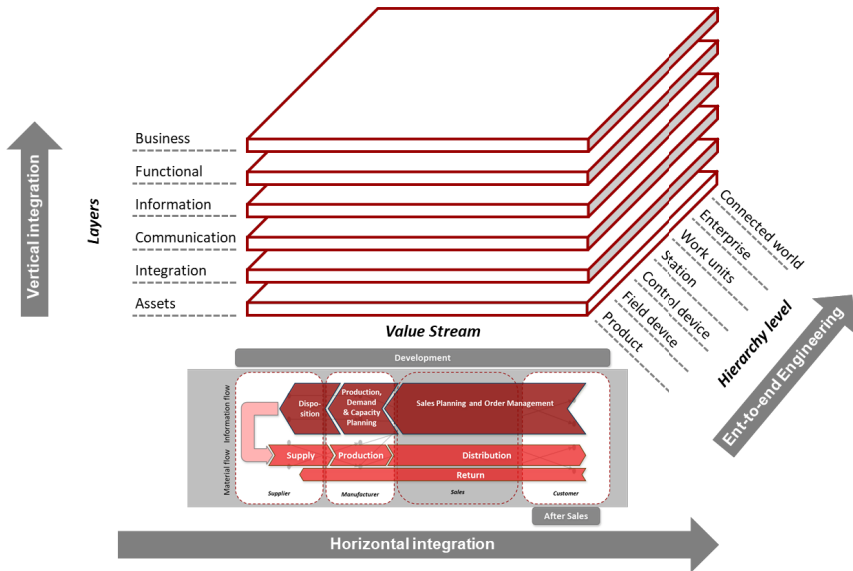 Business
Functional
Information
Communication
Integration
Assets
Layers
Vertical integration
Connected world
Enterprise
Work units
Station
Control device
Field device
Product
Hierarchy level
Ent-to-end Engineering
Value Stream
Development
Information flow
Material flow
Dispo-
sition
Production,
Demand
& Capacity
Planning
Sales Planning and Order Management
Supply
Production
Distribution
Return
Supplier
Manufacturer
Sales
Customer
After Sales
Horizontal integration